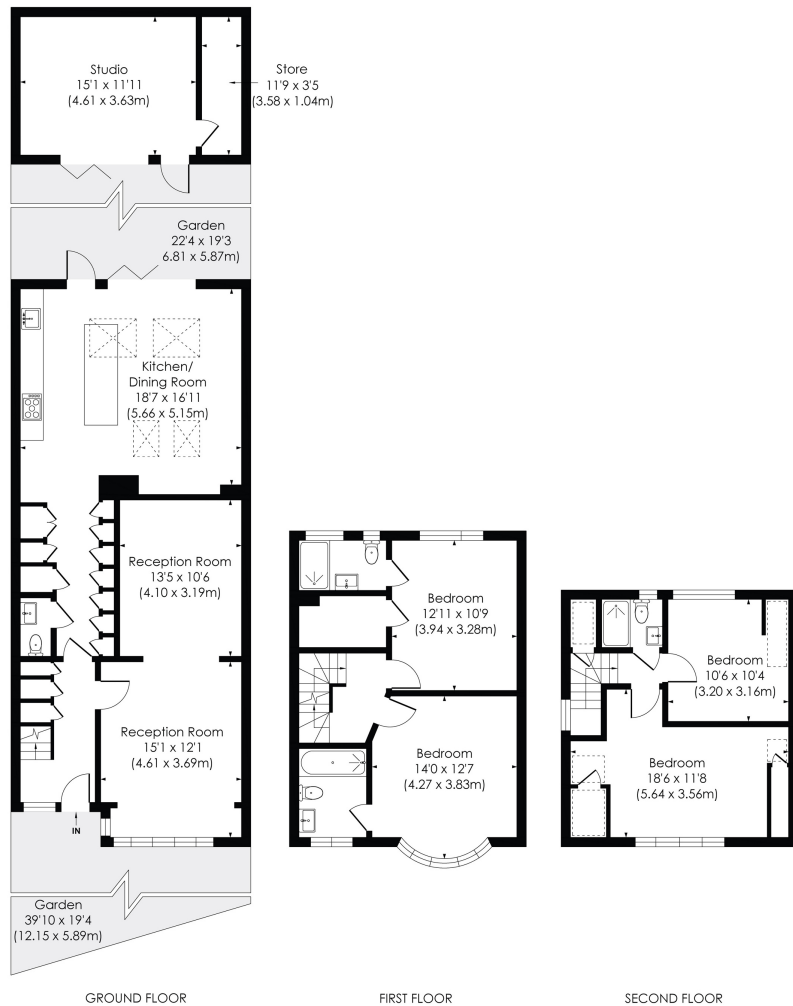 Studio
15'1 x 11'11
(4.61 x 3.63m)
Store
11'9 x 3'5
(3.58 x 1.04m)
Garden
22'4 x 19'3
6.81 x 5.87m)
Kitchen/
Dining Room
18'7 x 16'11
(5.66 x 5.15m)
Reception Room
13'5 x 10'6
(4.10 x 3.19m)
Reception Room
15'1 x 12'1
(4.61 x 3.69m)
IN
Garden
39'10 x 19'4
(12.15 x 5.89m)
GROUND FLOOR
Bedroom
12'11 x 10'9
(3.94 x 3.28m)
Bedroom
14'0 x 12'7
(4.27 x 3.83m)
FIRST FLOOR
Bedroom
10'6 x 10'4
(3.20 x 3.16m)
Bedroom
18'6 x 11'8
(5.64 x 3.56m)
SECOND FLOOR